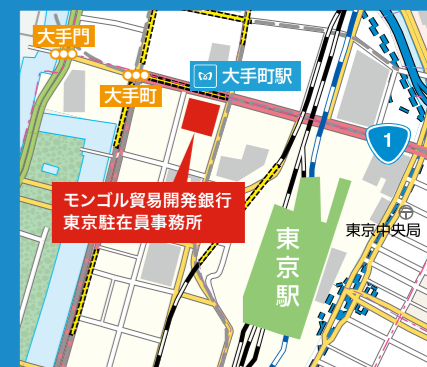 大手門
大手町駅
大手町
1
モンゴル貿易開発銀行
東京駐在員事務所
東京中央局
東京駅